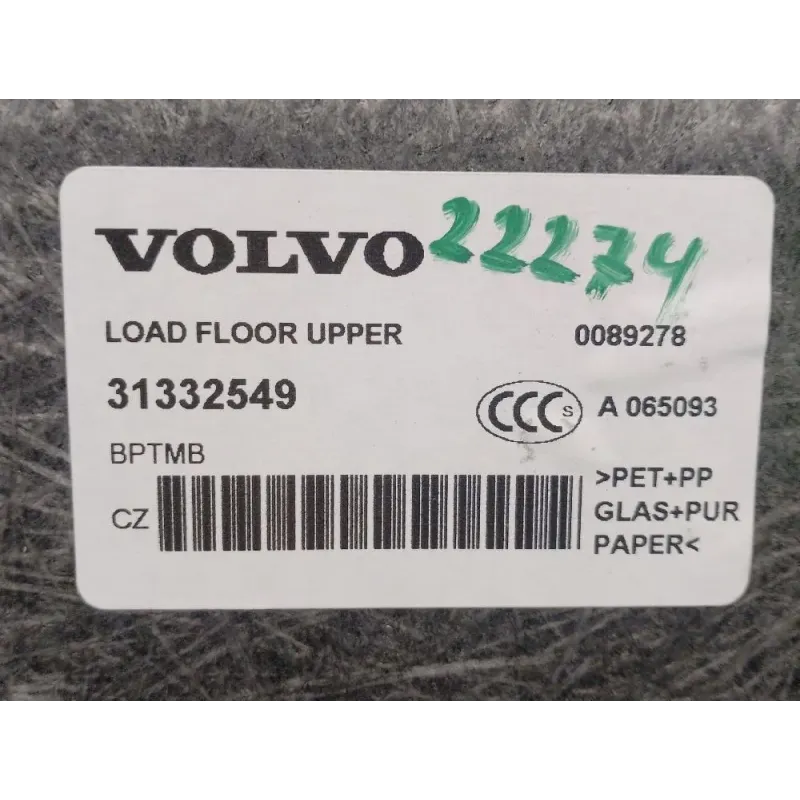 VOLVO 22274
LOAD FLOOR UPPER 0089278
31332549
CCC S A 065093
BPTMB
CZ
>PET+PP
GLAS+PUR
PAPER<